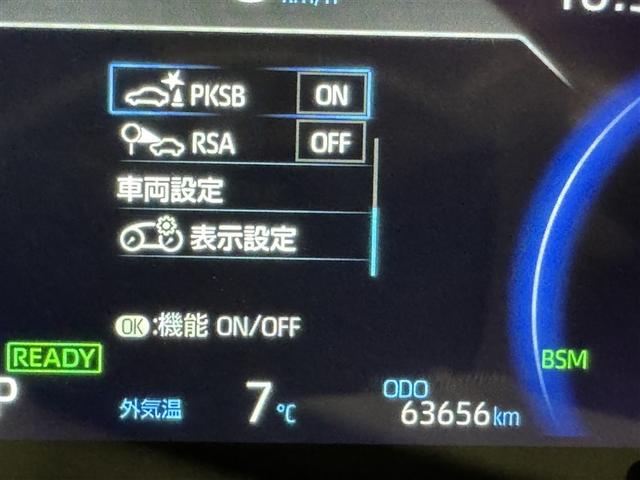 km/h
PKSB ON
RSA OFF
車両設定
表示設定
OK:機能 ON/OFF
READY
BSM
P
外気温 7℃
ODO
63656km